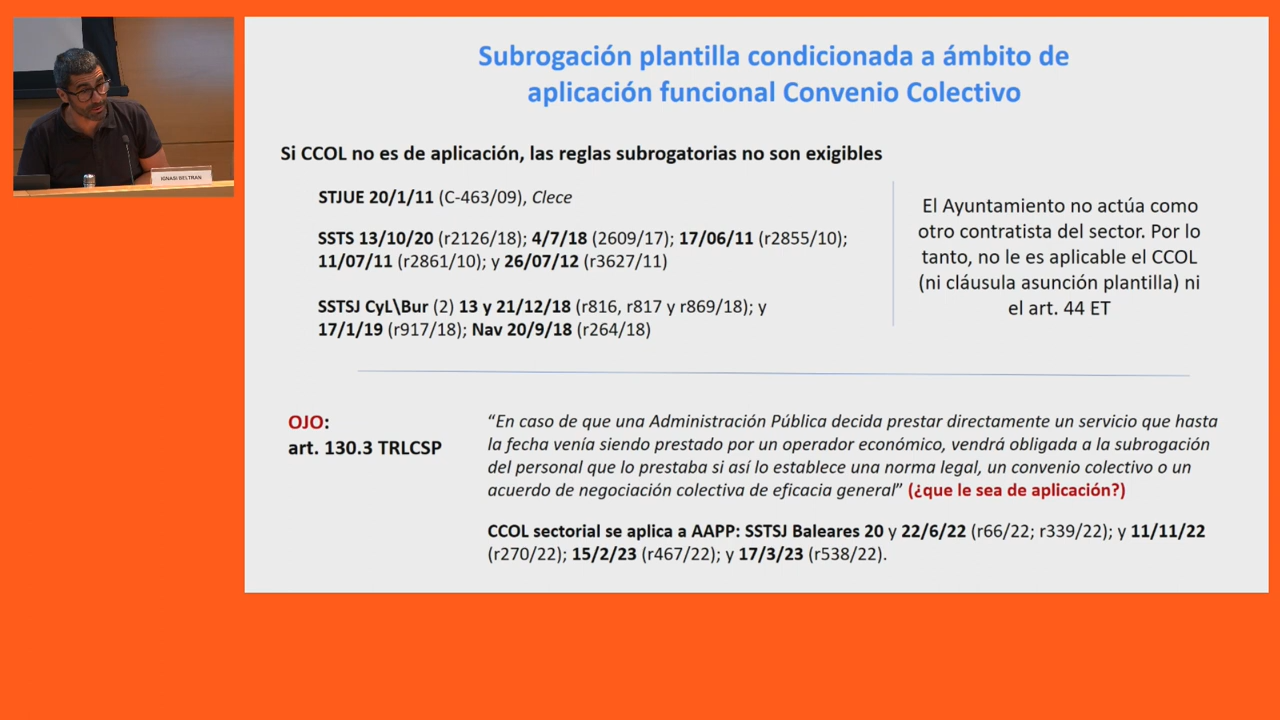 Subrogación plantilla condicionada a ámbito de
aplicación funcional Convenio Colectivo
Si CCOL no es de aplicación, las reglas subrogatorias no son exigibles
STJUE 20/1/11 (C-463/09), Clece
SSTS 13/10/20 (r2126/18); 4/7/18 (2609/17); 17/06/11 (r2855/10);
11/07/11 (r2861/10); y 26/07/12 (r3627/11)
SSTSJ CyL\Bur (2) 13 y 21/12/18 (r816, r817 y r869/18); y
17/1/19 (r917/18); Nav 20/9/18 (r264/18)
El Ayuntamiento no actúa como
otro contratista del sector. Por lo
tanto, no le es aplicable el CCOL
(ni cláusula asunción plantilla) ni
el art. 44 ET
OJO:
art. 130.3 TRLCSP
“En caso de que una Administración Pública decida prestar directamente un servicio que hasta
la fecha venía siendo prestado por un operador económico, vendrá obligada a la subrogación
del personal que lo prestaba si así lo establece una norma legal, un convenio colectivo o un
acuerdo de negociación colectiva de eficacia general” (¿que le sea de aplicación?)
CCOL sectorial se aplica a AAPP: SSTSJ Baleares 20 y 22/6/22 (r66/22; r339/22); y 11/11/22
(r270/22); 15/2/23 (r467/22); y 17/3/23 (r538/22).
IGNASI BELTRAN